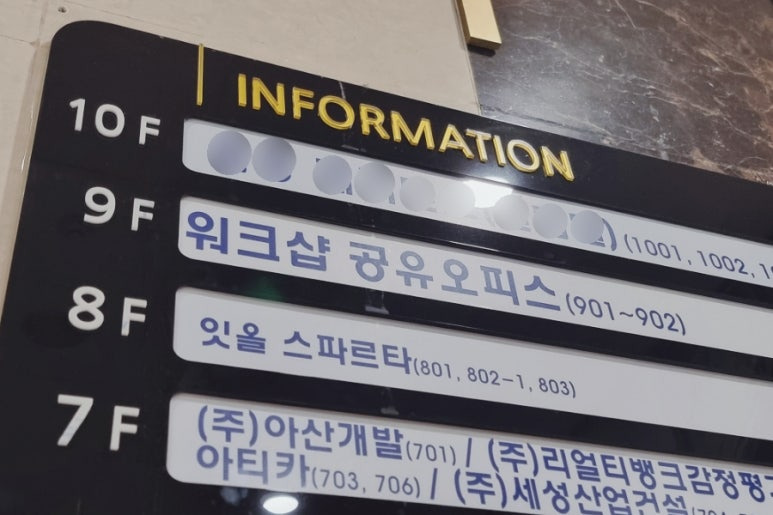 INFORMATION
10F
(1001, 1002,
9F 워크샵 공유오피스(901~902)
8F 잇올 스파르타(801, 802-1, 803)
7F (주)아산개발(701) / (주)리얼티뱅크감정평
아티카(703, 706) / (주)세성산업건설